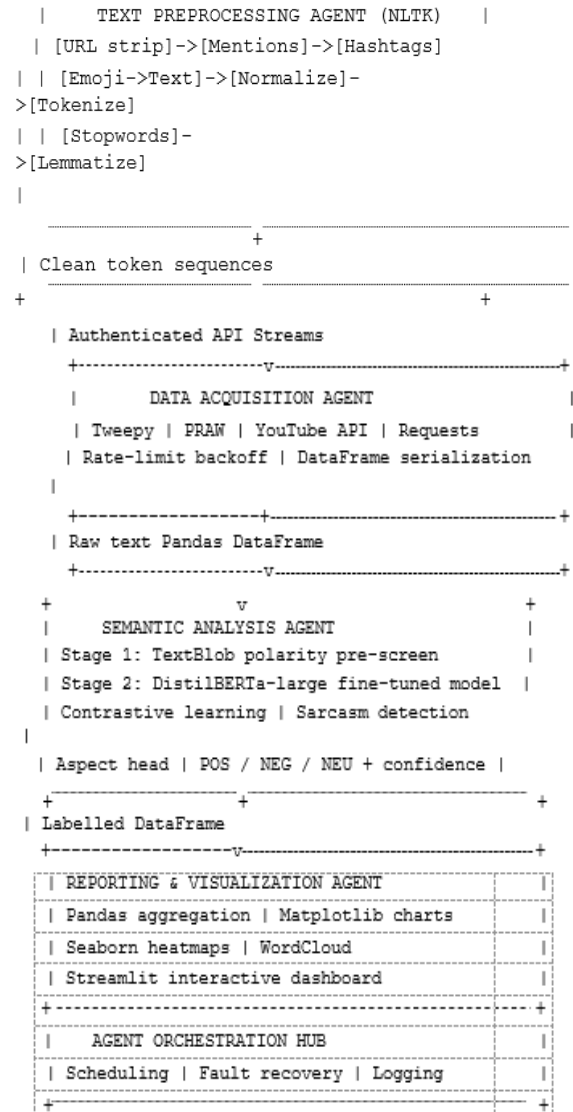 | TEXT PREPROCESSING AGENT (NLTK) |
| [URL strip]->[Mentions]->[Hashtags]
| | [Emoji->Text]->[Normalize]-
>[Tokenize]
| | [Stopwords]-
>[Lemmatize]
|
+
| Clean token sequences
+ +
| Authenticated API Streams
+-------------------------v-----------------------------------+
| DATA ACQUISITION AGENT |
| Tweepy | PRAW | YouTube API | Requests |
| Rate-limit backoff | DataFrame serialization
|
+-------------------+-----------------------------------+
| Raw text Pandas DataFrame
+-------------------------v-----------------------------------+
+ v +
| SEMANTIC ANALYSIS AGENT |
| Stage 1: TextBlob polarity pre-screen |
| Stage 2: DistilBERTa-large fine-tuned model |
| Contrastive learning | Sarcasm detection
|
| Aspect head | POS / NEG / NEU + confidence |
+ + +
| Labelled DataFrame
+-------------------v-----------------------------------+
| REPORTING & VISUALIZATION AGENT |
| Pandas aggregation | Matplotlib charts |
| Seaborn heatmaps | WordCloud |
| Streamlit interactive dashboard |
+-----------------------------------------------------+
| AGENT ORCHESTRATION HUB |
| Scheduling | Fault recovery | Logging |
+ +